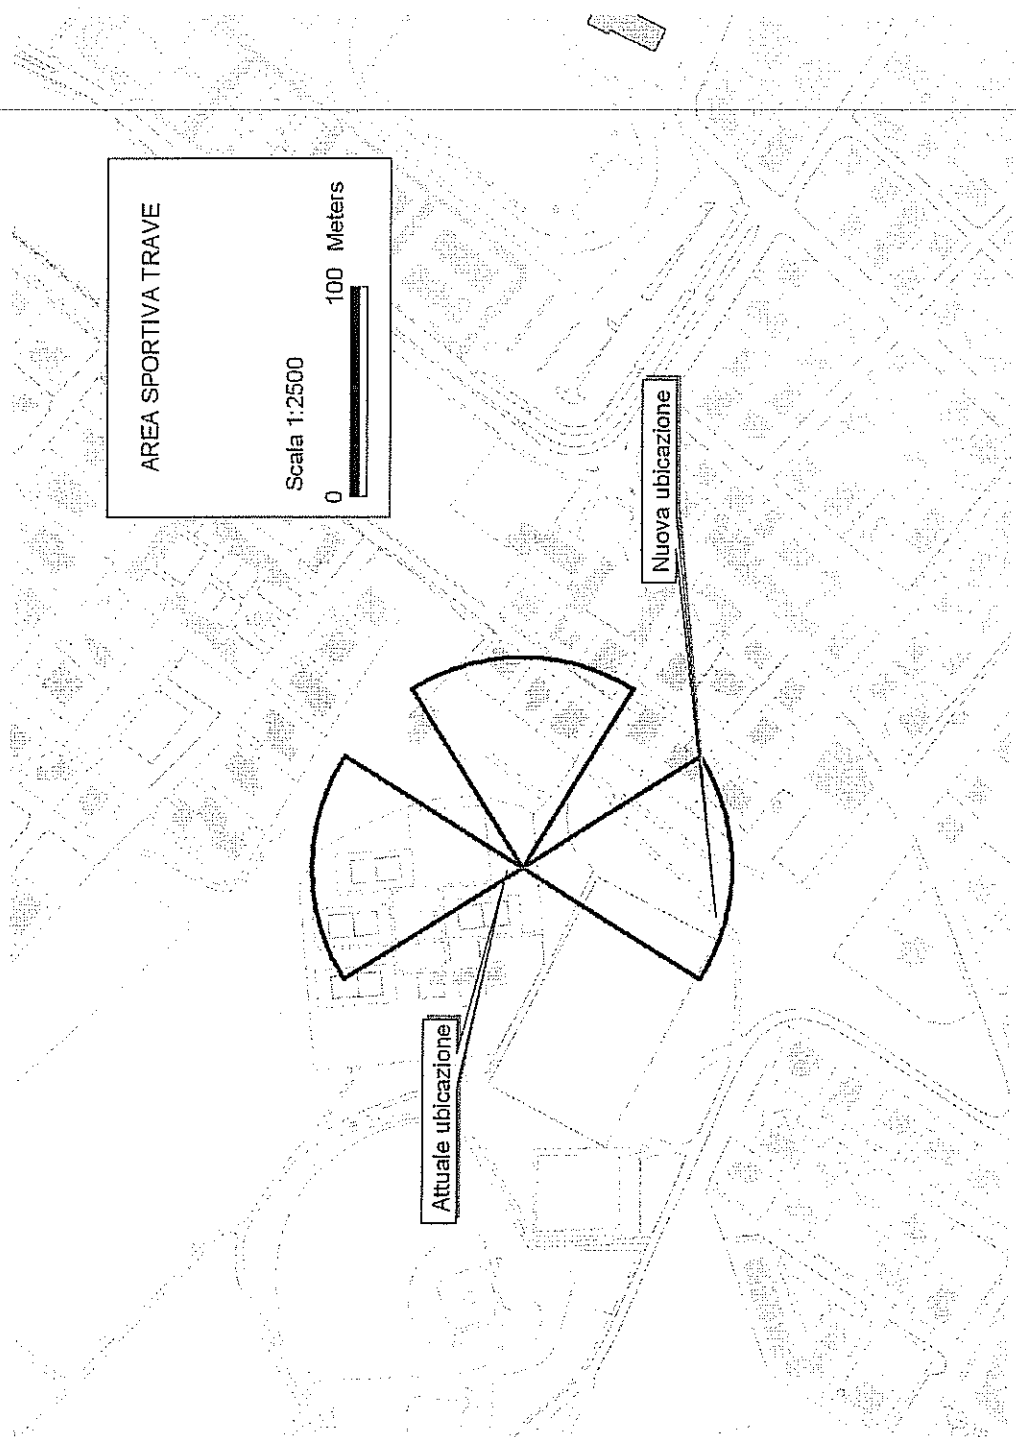 AREA SPORTIVA TRAVE
Scala 1:2500
0 100 Meters
Attuale ubicazione
Nuova ubicazione